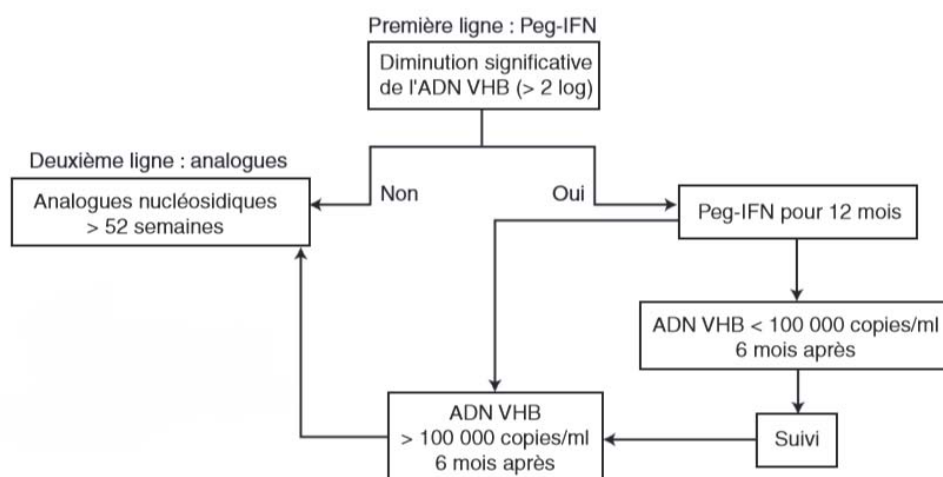 Première ligne : Peg-IFN
Diminution significative
de l'ADN VHB (> 2 log)
Deuxième ligne : analogues
Analogues nucléosidiques
> 52 semaines
Non
Oui
Peg-IFN pour 12 mois
ADN VHB < 100 000 copies/ml
6 mois après
ADN VHB
> 100 000 copies/ml
6 mois après
Suivi